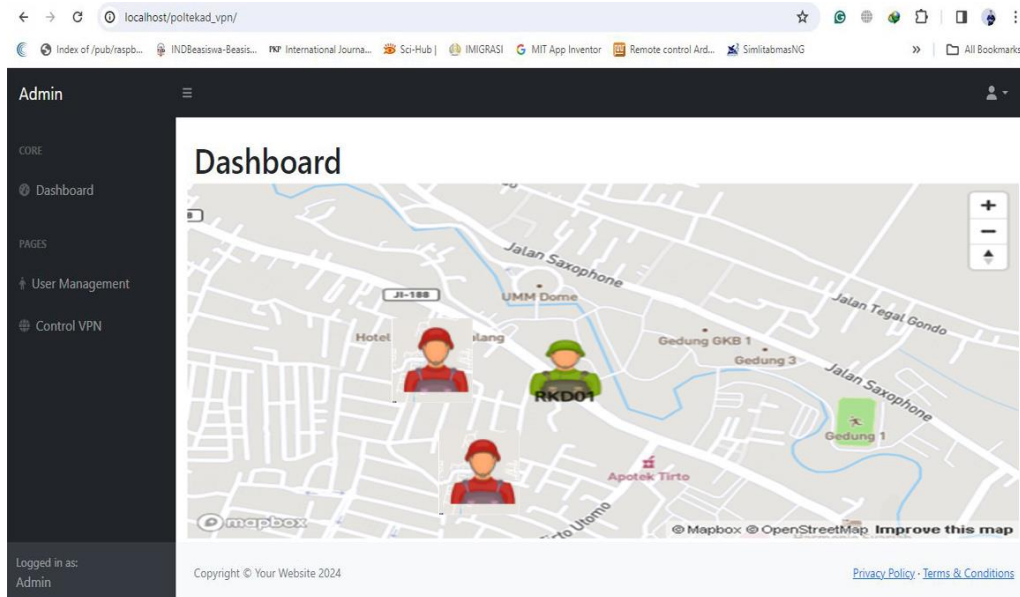 localhost/poltekad_vpn/
Index of /pub/raspb...
INDBeasiswa-Beasis...
PKP International Journa...
Sci-Hub |
IMIGRASI
MIT App Inventor
Remote control Ard...
SimlitabmasNG
»
All Bookmarks
Admin
CORE
Dashboard
PAGES
User Management
Control VPN
Logged in as:
Admin
Dashboard
Jalan Saxophone
JI-188
UMM Dome
Jalan Tegal Gondo
Hotel
lang
Gedung GKB 1
Gedung 3
Jalan Saxophone
RKD01
Gedung 1
Apotek Tirto
Utomo
mapbox
© Mapbox © OpenStreetMap Improve this map
Copyright © Your Website 2024
Privacy Policy · Terms & Conditions